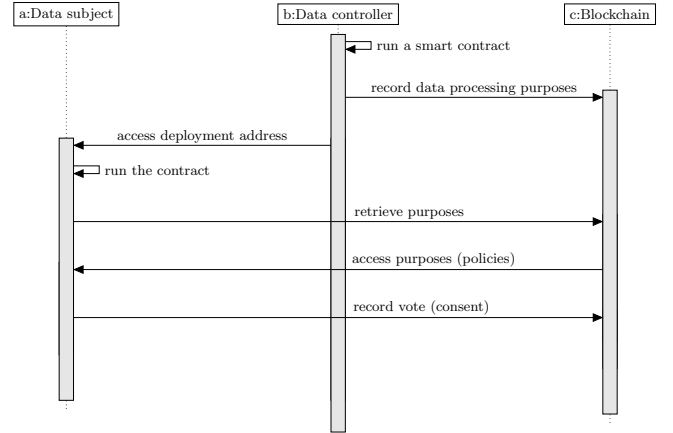 a:Data subject
b:Data controller
c:Blockchain
run a smart contract
record data processing purposes
access deployment address
run the contract
retrieve purposes
access purposes (policies)
record vote (consent)